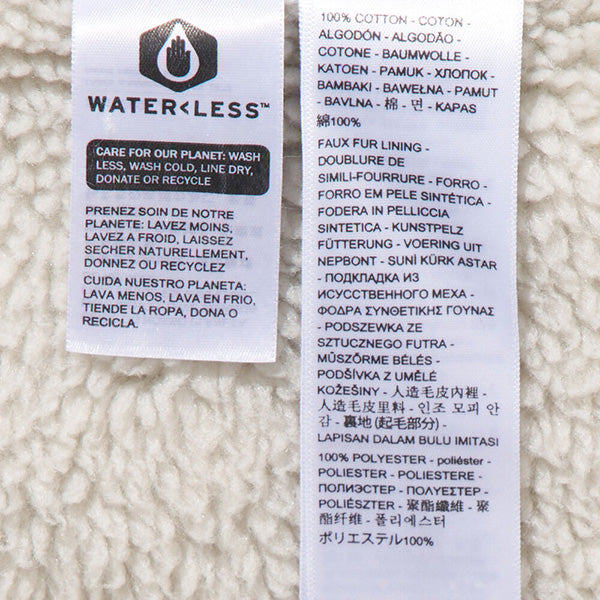 WATER<LESS™
CARE FOR OUR PLANET: WASH
LESS, WASH COLD, LINE DRY,
DONATE OR RECYCLE
PRENEZ SOIN DE NOTRE
PLANETE: LAVEZ MOINS,
LAVEZ A FROID, LAISSEZ
SECHER NATURELLEMENT,
DONNEZ OU RECYCLEZ
CUIDA NUESTRO PLANETA:
LAVA MENOS, LAVA EN FRIO,
TIENDE LA ROPA, DONA O
RECICLA.
100% COTTON - COTON -
ALGODÓN - ALGODÃO -
COTONE - BAUMWOLLE -
KATOEN - PAMUK - ХЛОПОК -
BAMBAKI - BAWEŁNA - PAMUT
- BAVLNA - 棉 - 면 - KAPAS
綿100%
FAUX FUR LINING -
DOUBLURE DE
SIMILI-FOURRURE - FORRO -
FORRO EM PELE SINTÉTICA -
FODERA IN PELLICCIA
SINTETICA - KUNSTPELZ
FÜTTERUNG - VOERING UIT
NEPBONT - SUNİ KÜRK ASTAR
- ПОДКЛАДКА ИЗ
ИСКУССТВЕННОГО МЕХА -
ΦΟΔΡΑ ΣΥΝΘΕΤΙΚΗΣ ΓΟΥΝΑΣ
- PODSZEWKA ZE
SZTUCZNEGO FUTRA -
MŰSZŐRME BÉLÉS -
PODŠÍVKA Z UMĚLÉ
KOŽEŠINY - 人造毛皮內裡 -
人造毛皮里料 - 인조 모피 안
감 - 裏地 (起毛部分) -
LAPISAN DALAM BULU IMITASI
100% POLYESTER - poliéster -
POLIESTER - POLIESTERE -
ПОЛИЭСТЕР - ΠΟΛΥΕΣΤΕΡ -
POLIÉSZTER - 聚酯纖維 - 聚
酯纤维 - 폴리에스터
ポリエステル100%